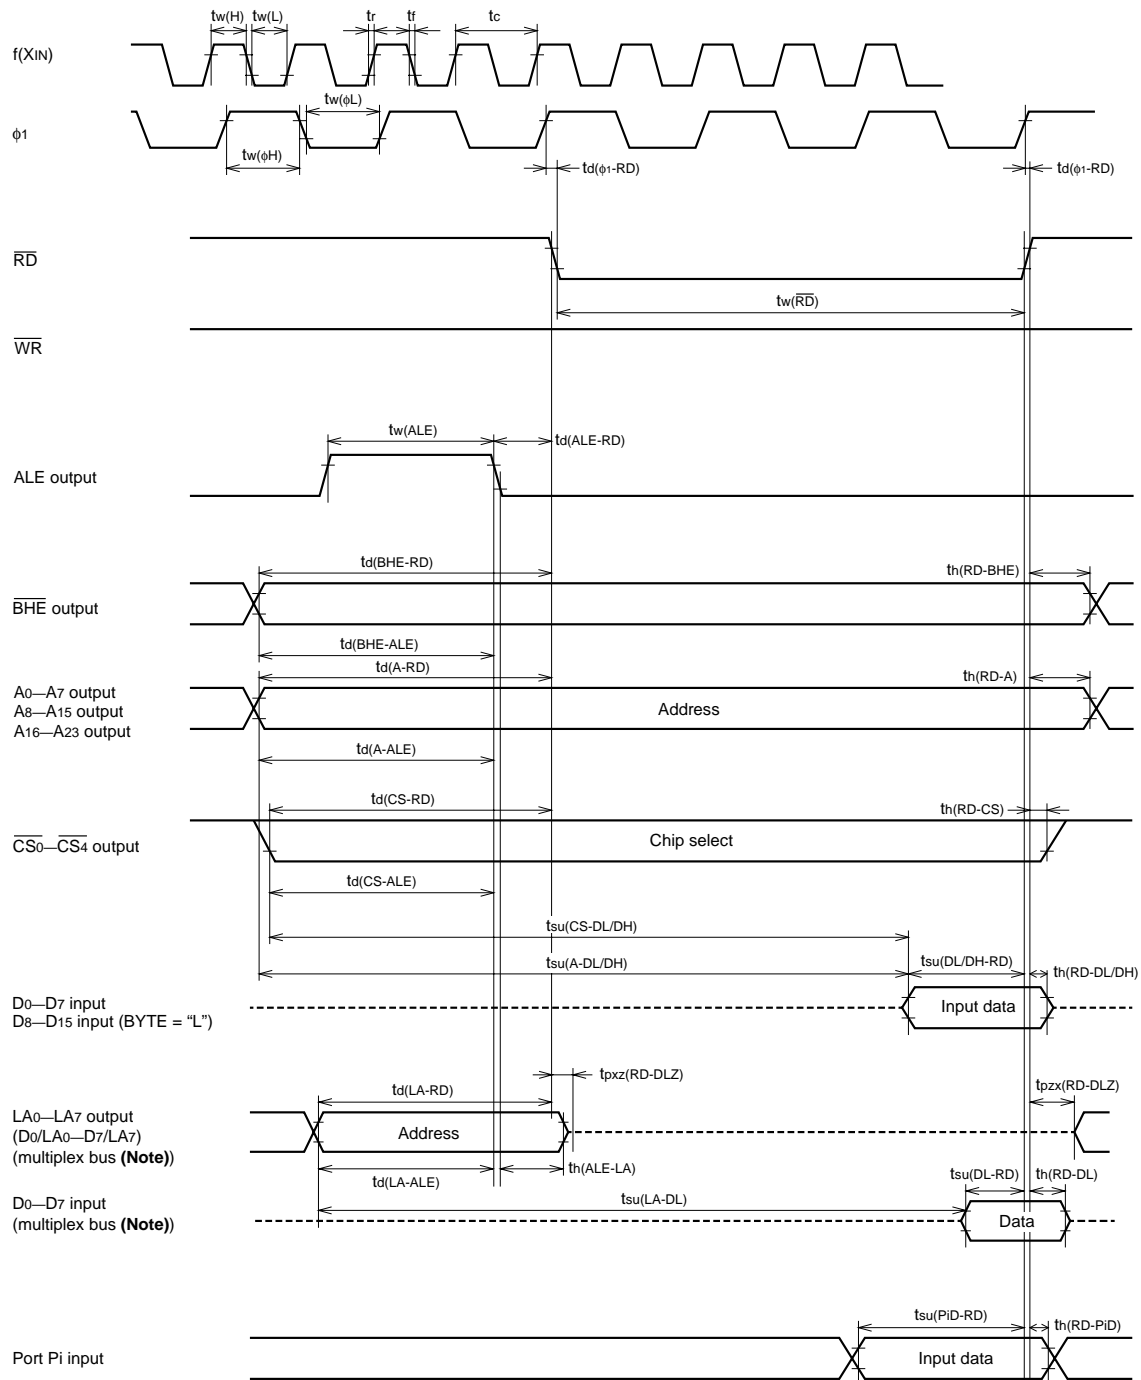 tw(H) tw(L) tr tf tc
f(XIN)
tw(ϕL)
ϕ1
tw(ϕH)
td(ϕ1-RD) td(ϕ1-RD)
RD
tw(RD)
WR
tw(ALE)
td(ALE-RD)
ALE output
td(BHE-RD) th(RD-BHE)
BHE output
td(BHE-ALE)
td(A-RD) th(RD-A)
A0—A7 output
A8—A15 output Address
A16—A23 output
td(A-ALE)
td(CS-RD) th(RD-CS)
CS0—CS4 output Chip select
td(CS-ALE)
tsu(CS-DL/DH)
tsu(A-DL/DH) tsu(DL/DH-RD) th(RD-DL/DH)
D0—D7 input Input data
D8—D15 input (BYTE = “L”)
tpxz(RD-DLZ)
td(LA-RD) tpzx(RD-DLZ)
LA0—LA7 output
(D0/LA0—D7/LA7) Address
(multiplex bus (Note))
th(ALE-LA)
td(LA-ALE) tsu(DL-RD) th(RD-DL)
D0—D7 input tsu(LA-DL)
(multiplex bus (Note)) Data
tsu(PiD-RD) th(RD-PiD)
Port Pi input Input data